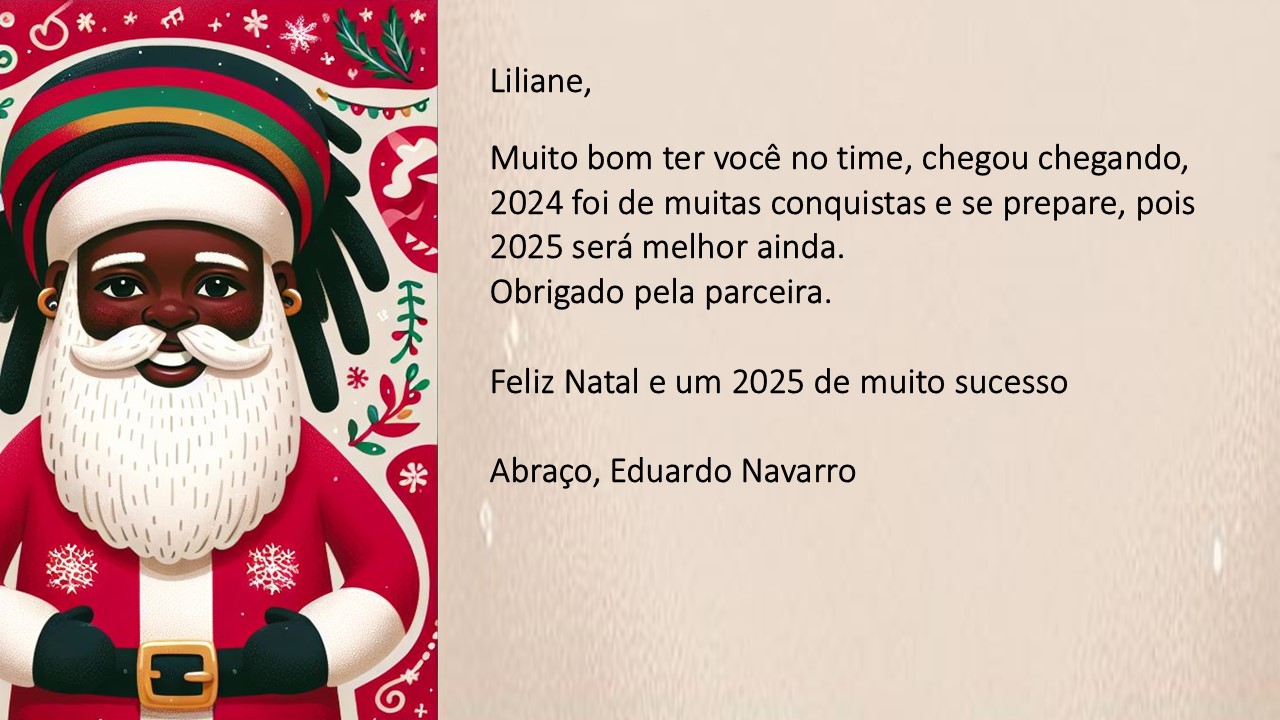 Liliane,
Muito bom ter você no time, chegou chegando,
2024 foi de muitas conquistas e se prepare, pois
2025 será melhor ainda.
Obrigado pela parceira.
Feliz Natal e um 2025 de muito sucesso
Abraço, Eduardo Navarro